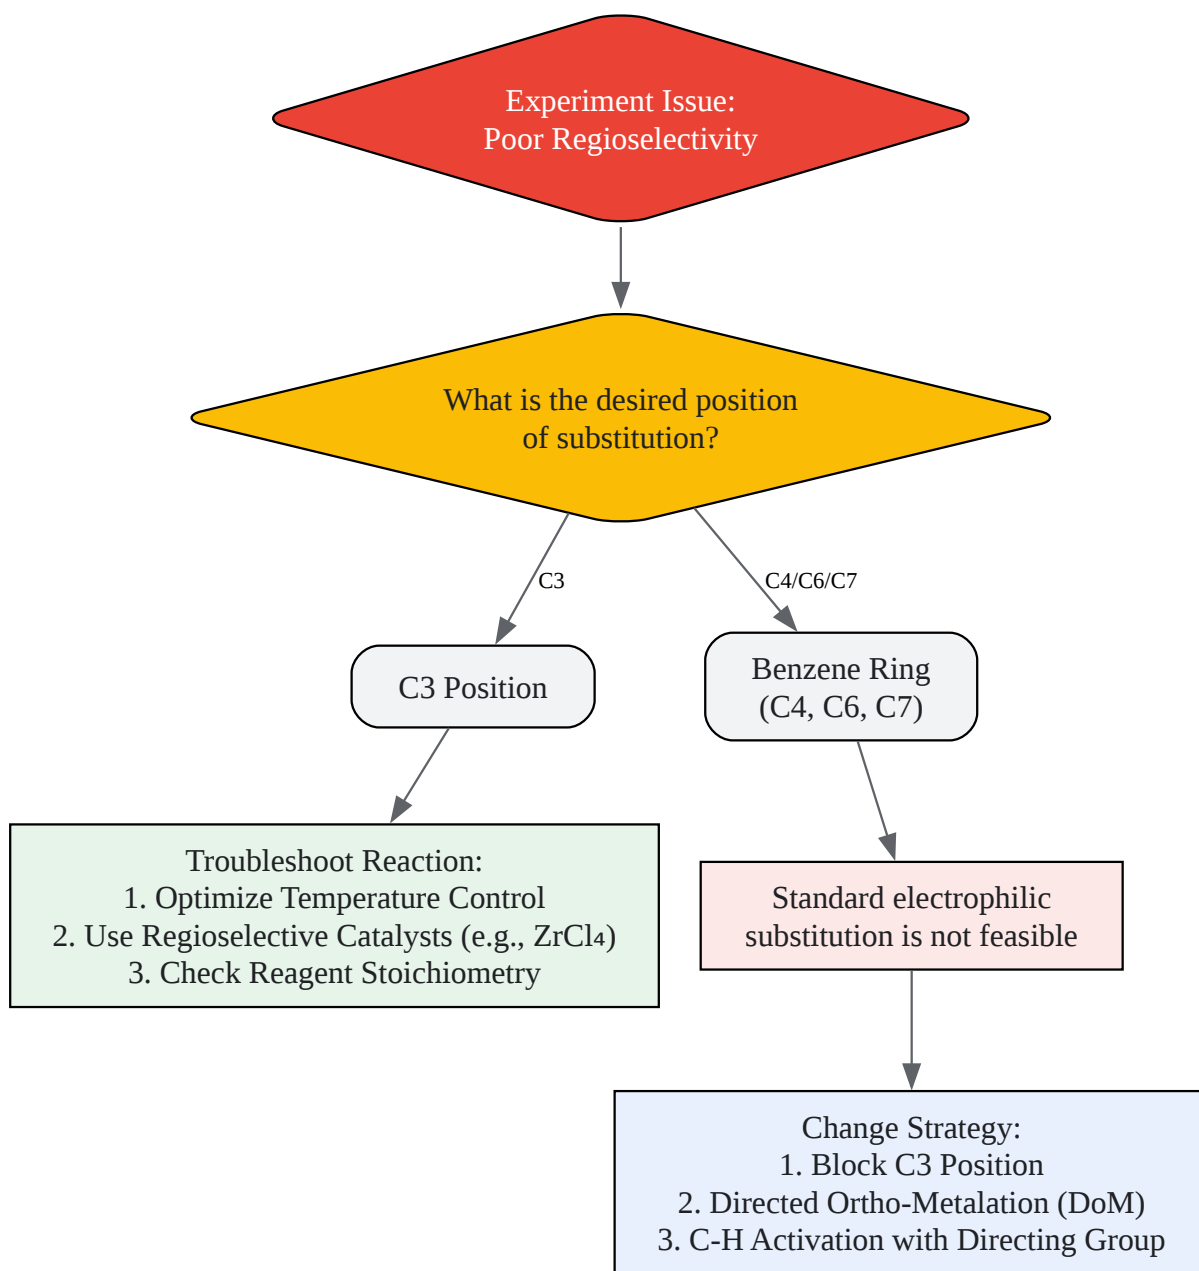 Experiment Issue:
Poor Regioselectivity
What is the desired position
of substitution?
C3
C4/C6/C7
C3 Position
Benzene Ring
(C4, C6, C7)
Troubleshoot Reaction:
1. Optimize Temperature Control
2. Use Regioselective Catalysts (e.g., ZrCl₄)
3. Check Reagent Stoichiometry
Standard electrophilic
substitution is not feasible
Change Strategy:
1. Block C3 Position
2. Directed Ortho-Metalation (DoM)
3. C-H Activation with Directing Group